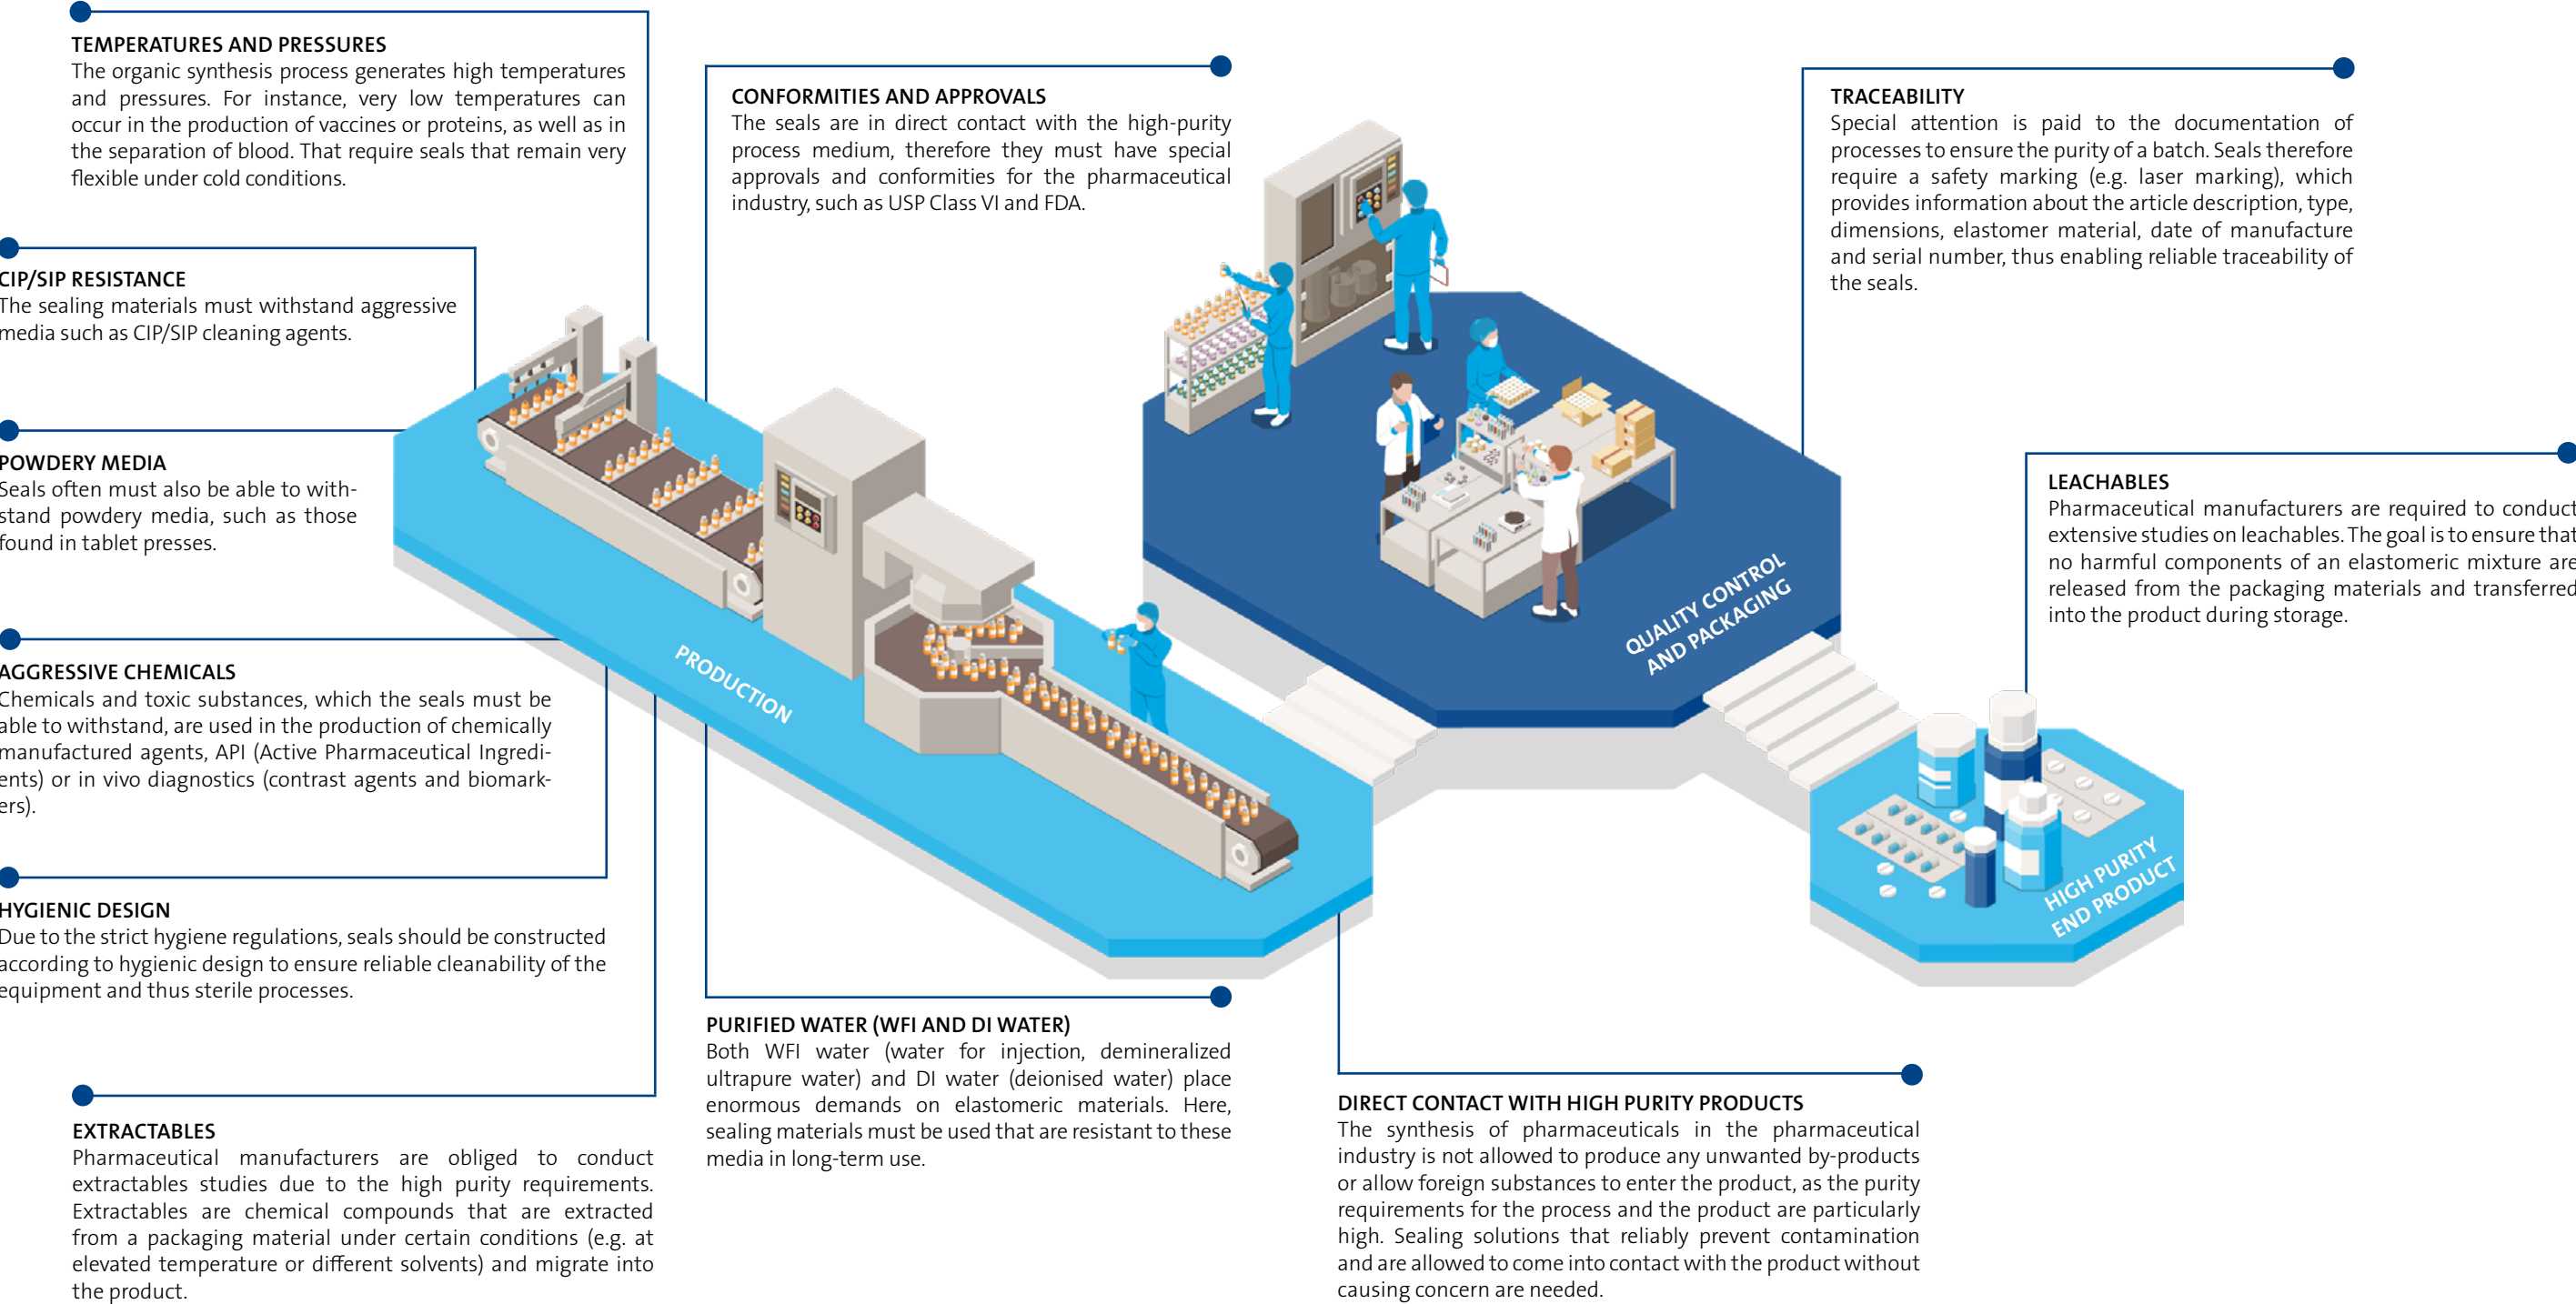 TEMPERATURES AND PRESSURES
The organic synthesis process generates high temperatures
and pressures. For instance, very low temperatures can
occur in the production of vaccines or proteins, as well as in
the separation of blood. That require seals that remain very
flexible under cold conditions.
CIP/SIP RESISTANCE
The sealing materials must withstand aggressive
media such as CIP/SIP cleaning agents.
POWDERY MEDIA
Seals often must also be able to with-
stand powdery media, such as those
found in tablet presses.
AGGRESSIVE CHEMICALS
Chemicals and toxic substances, which the seals must be
able to withstand, are used in the production of chemically
manufactured agents, API (Active Pharmaceutical Ingredi-
ents) or in vivo diagnostics (contrast agents and biomark-
ers).
HYGIENIC DESIGN
Due to the strict hygiene regulations, seals should be constructed
according to hygienic design to ensure reliable cleanability of the
equipment and thus sterile processes.
EXTRACTABLES
Pharmaceutical manufacturers are obliged to conduct
extractables studies due to the high purity requirements.
Extractables are chemical compounds that are extracted
from a packaging material under certain conditions (e.g. at
elevated temperature or different solvents) and migrate into
the product.
CONFORMITIES AND APPROVALS
The seals are in direct contact with the high-purity
process medium, therefore they must have special
approvals and conformities for the pharmaceutical
industry, such as USP Class VI and FDA.
PRODUCTION
PURIFIED WATER (WFI AND DI WATER)
Both WFI water (water for injection, demineralized
ultrapure water) and DI water (deionised water) place
enormous demands on elastomeric materials. Here,
sealing materials must be used that are resistant to these
media in long-term use.
QUALITY CONTROL
AND PACKAGING
DIRECT CONTACT WITH HIGH PURITY PRODUCTS
The synthesis of pharmaceuticals in the pharmaceutical
industry is not allowed to produce any unwanted by-products
or allow foreign substances to enter the product, as the purity
requirements for the process and the product are particularly
high. Sealing solutions that reliably prevent contamination
and are allowed to come into contact with the product without
causing concern are needed.
TRACEABILITY
Special attention is paid to the documentation of
processes to ensure the purity of a batch. Seals therefore
require a safety marking (e.g. laser marking), which
provides information about the article description, type,
dimensions, elastomer material, date of manufacture
and serial number, thus enabling reliable traceability of
the seals.
LEACHABLES
Pharmaceutical manufacturers are required to conduct
extensive studies on leachables. The goal is to ensure that
no harmful components of an elastomeric mixture are
released from the packaging materials and transferred
into the product during storage.
HIGH PURITY
END PRODUCT